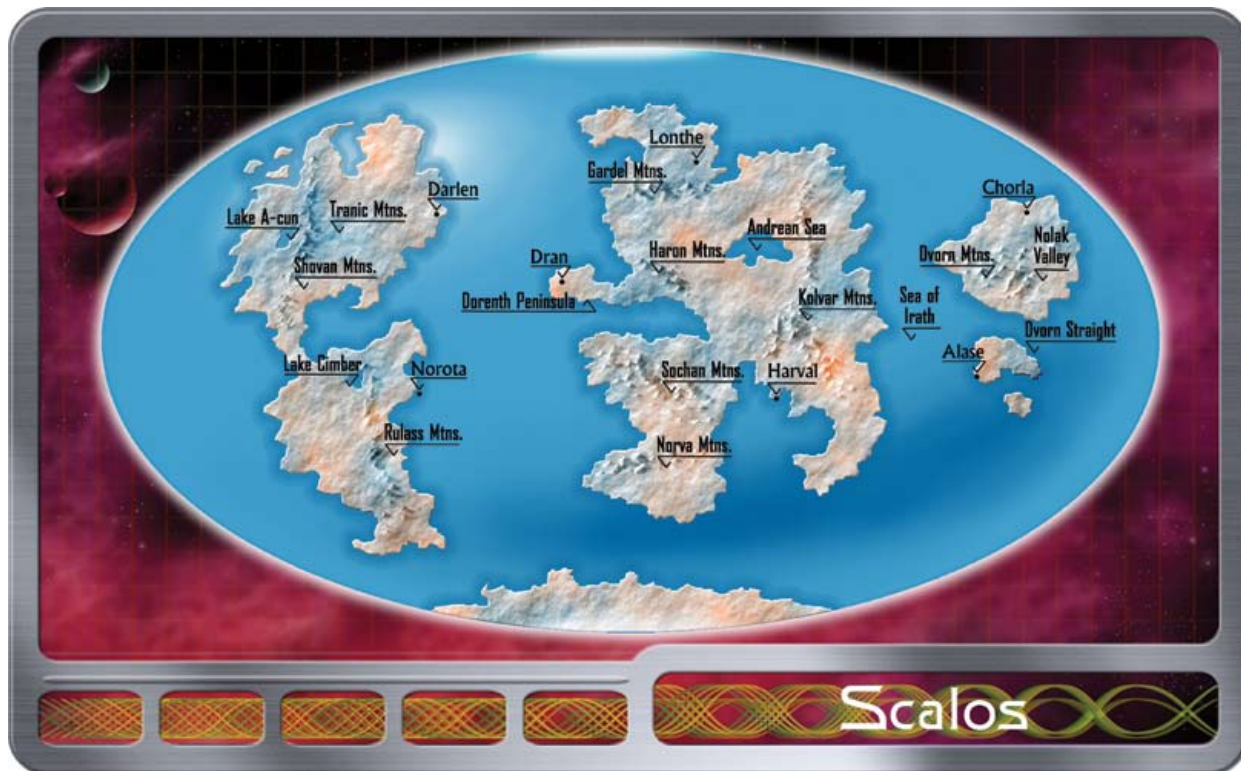 Lonthe
Gardel Mtns.
Darlen
Chorla
Lake A-cun
Tranic Mtns.
Andrean Sea
Nolak
Valley
Dran
Haron Mtns.
Dvorn Mtns.
Shovan Mtns.
Dorenth Peninsula
Kolvar Mtns.
Sea of
Irath
Dvorn Straight
Lake Cimber
Norota
Sochan Mtns.
Harval
Alase
Rulass Mtns.
Norva Mtns.
Scalos